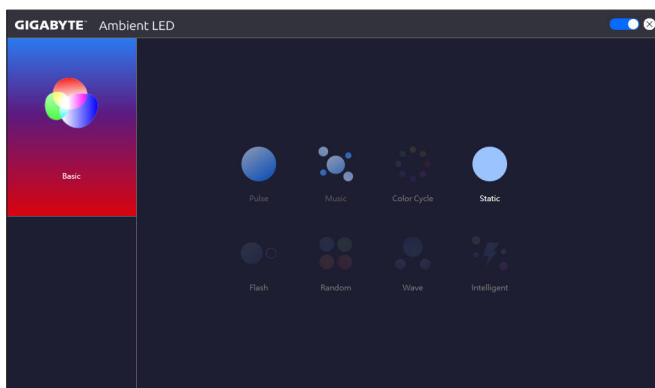 GIGABYTE™ Ambient LED
Basic
Pulse Music Color Cycle Static
Flash Random Wave Intelligent